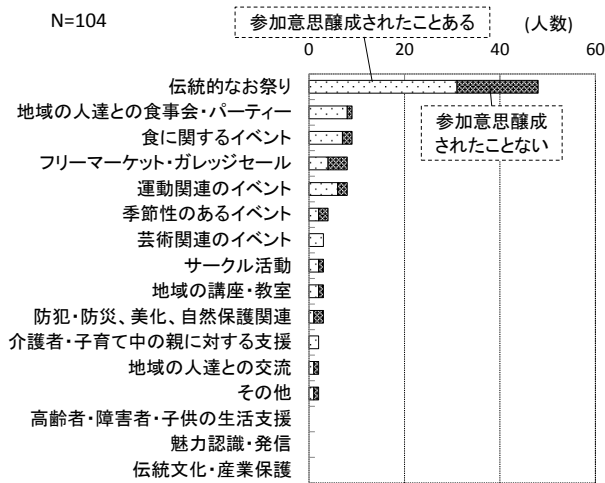 N=104
参加意思醸成されたことある
(人数)
0 20 40 60
伝統的なお祭り
地域の人達との食事会・パーティー
食に関するイベント
フリーマーケット・ガレッジセール
運動関連のイベント
季節性のあるイベント
芸術関連のイベント
サークル活動
地域の講座・教室
防犯・防災、美化、自然保護関連
介護者・子育て中の親に対する支援
地域の人達との交流
その他
高齢者・障害者・子供の生活支援
魅力認識・発信
伝統文化・産業保護
参加意思醸成
されたことない